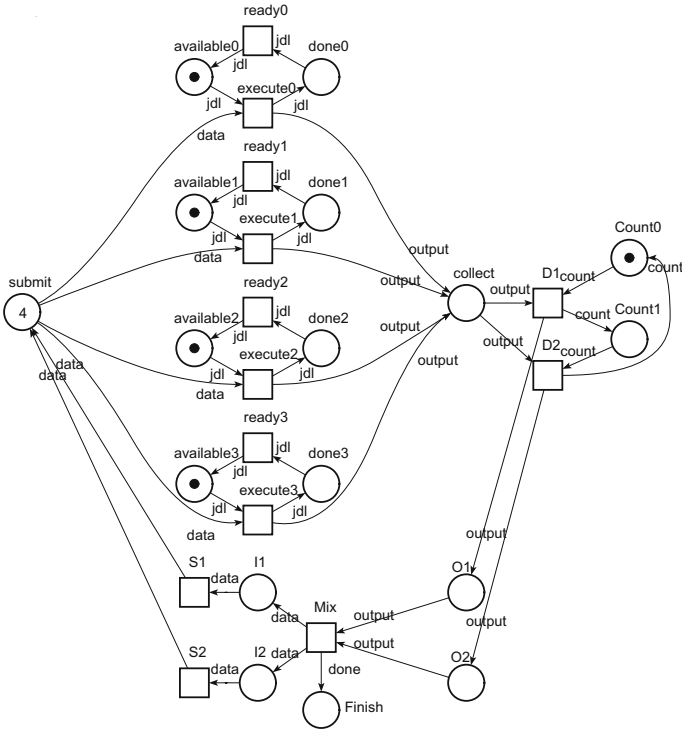 ready0
available0
jdl
done0
jdl
execute0
jdl
jdl
data
ready1
available1
jdl
done1
jdl
execute1
jdl
jdl
data
output
Count0
count
submit
4
collect
output
D1
count
output
count
Count1
ready2
available2
jdl
done2
jdl
execute2
jdl
jdl
data
output
output
D2
count
data
data
output
ready3
available3
jdl
done3
jdl
execute3
jdl
jdl
data
output
S1
data
I1
O1
Mix
data
output
output
S2
data
I2
data
output
O2
done
Finish